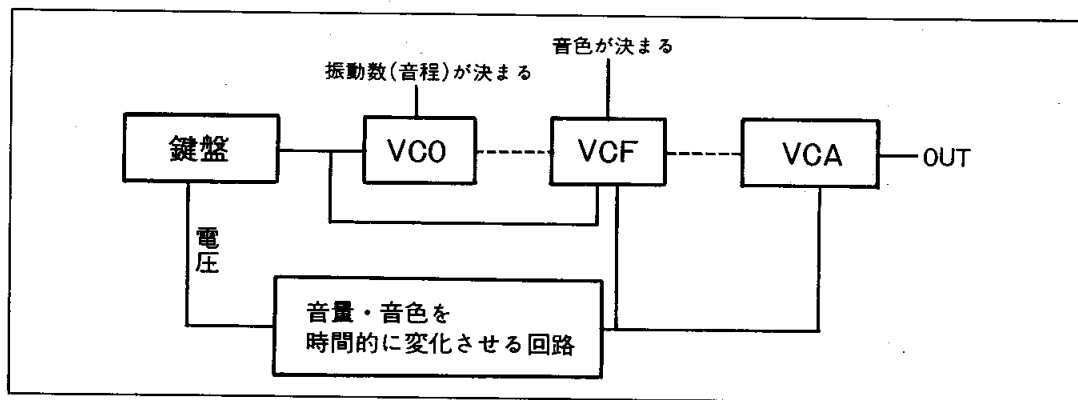 音色が決まる
振動数(音程)が決まる
鍵盤
VCO
VCF
VCA
OUT
電圧
音量・音色を
時間的に変化させる回路